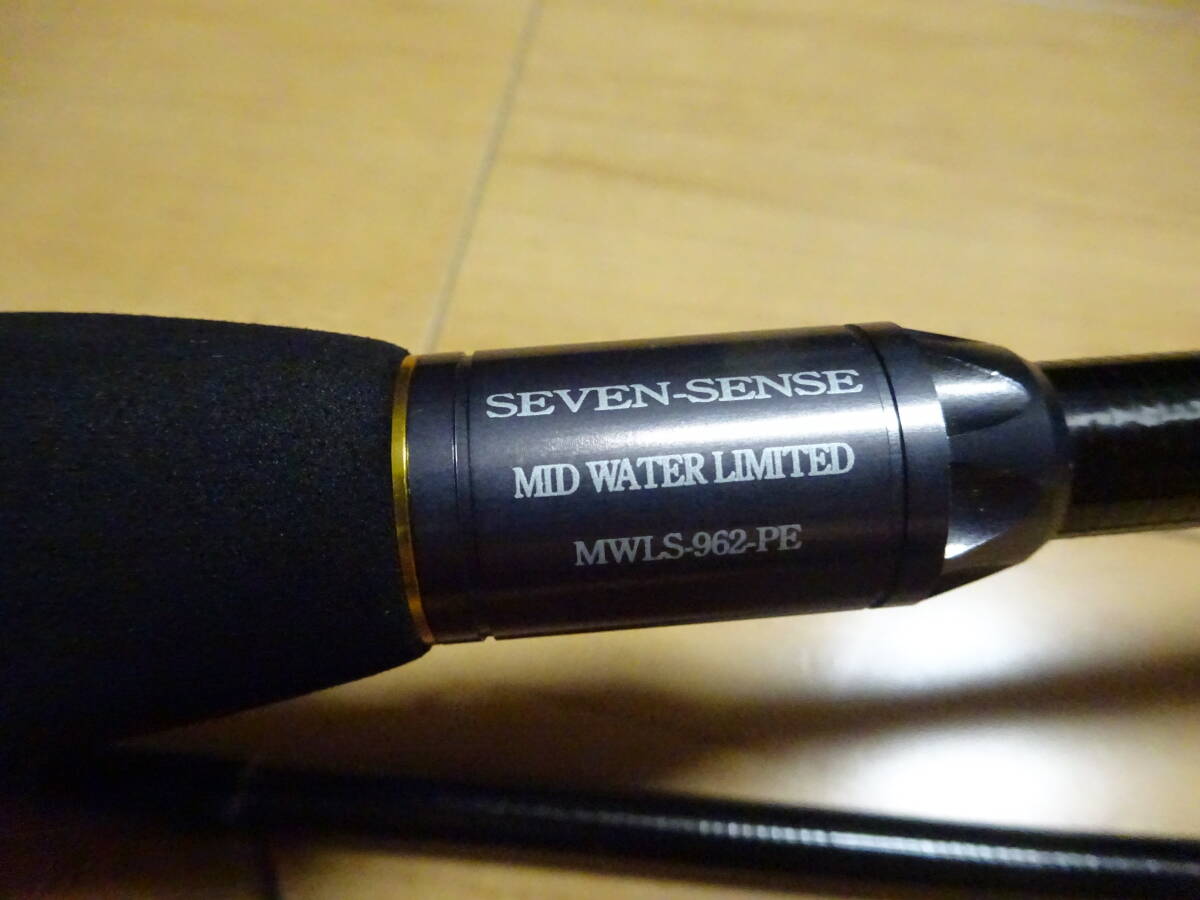 SEVEN-SENSE
MID WATER LIMITED
MWLS-962-PE